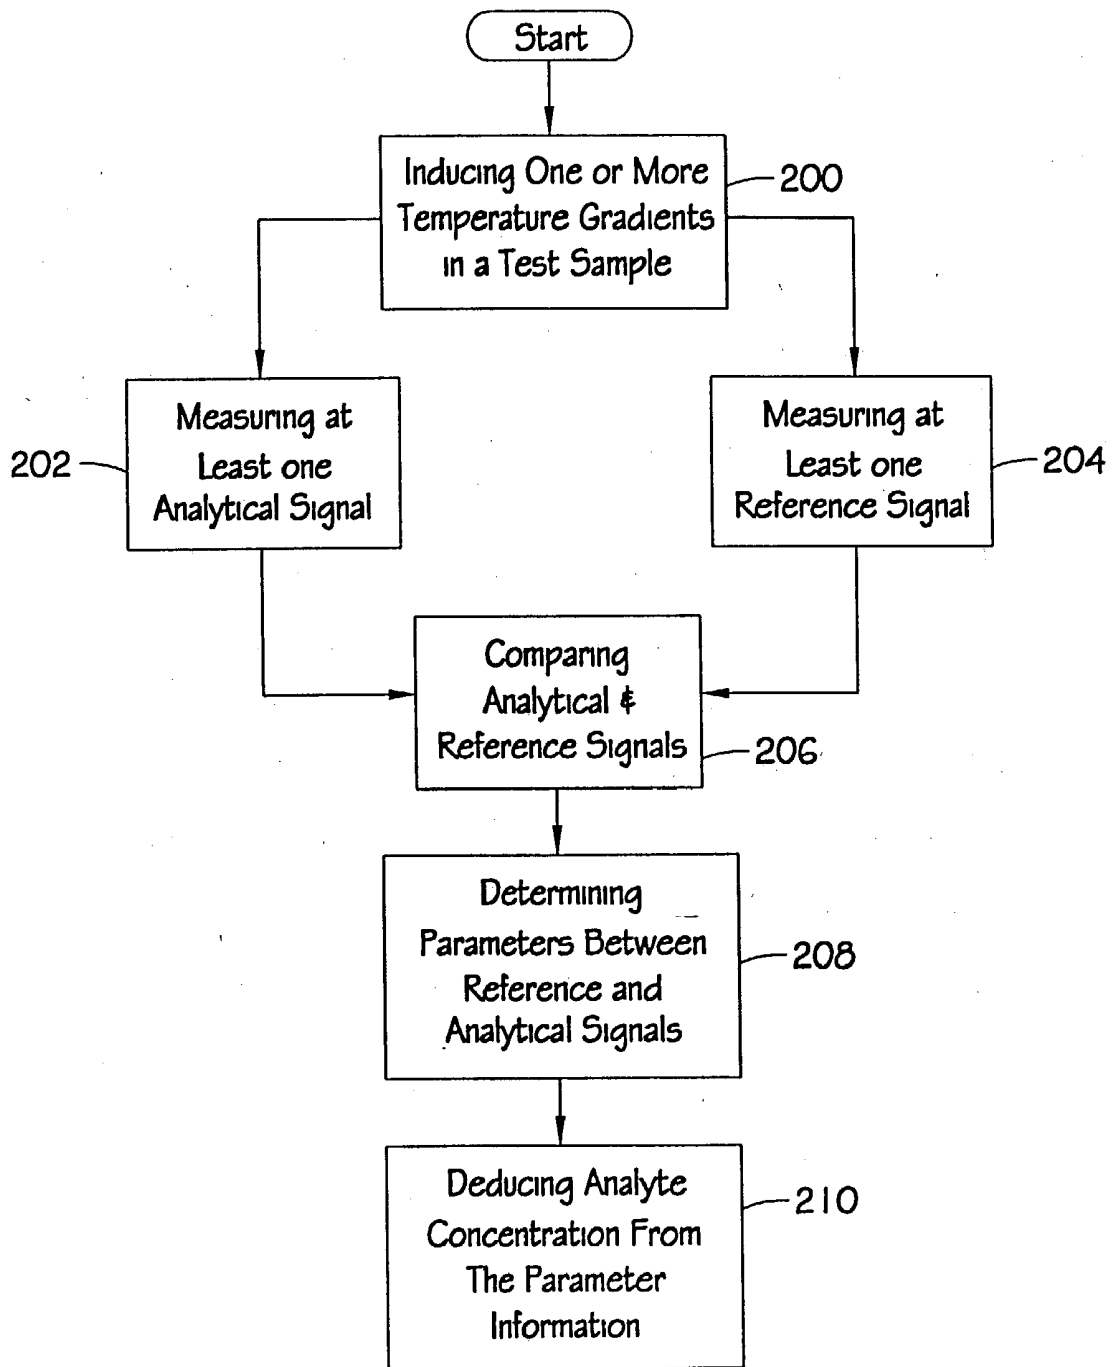 Start
Inducing One or More
Temperature Gradients
in a Test Sample
200
Measuring at
Least one
Analytical Signal
202
Measuring at
Least one
Reference Signal
204
Comparing
Analytical &
Reference Signals
206
Determining
Parameters Between
Reference and
Analytical Signals
208
Deducing Analyte
Concentration From
The Parameter
Information
210